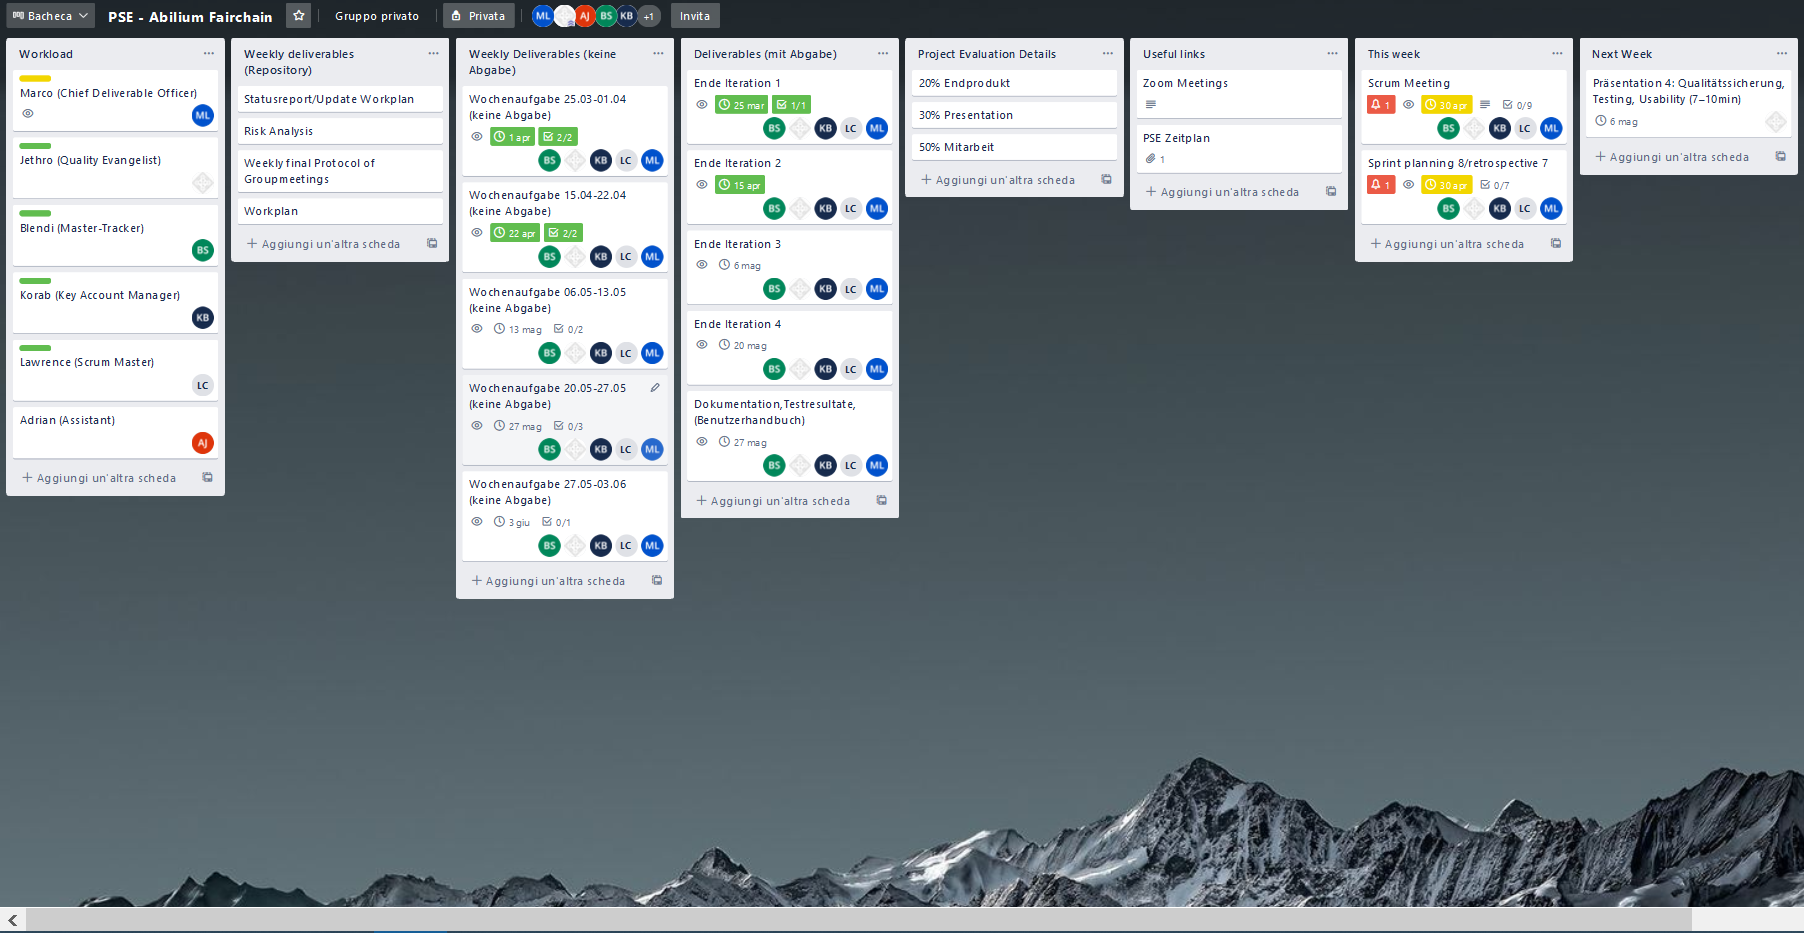 Bacheca
PSE - Abilium Fairchain
Gruppo privato
Privata
ML
AJ
BS
KB
+1
Invita
Workload
Marco (Chief Deliverable Officer)
ML
Jethro (Quality Evangelist)
Blendi (Master-Tracker)
BS
Korab (Key Account Manager)
KB
Lawrence (Scrum Master)
LC
Adrian (Assistant)
AJ
+ Aggiungi un'altra scheda
Weekly deliverables
(Repository)
Statusreport/Update Workplan
Risk Analysis
Weekly final Protocol of
Groupmeetings
Workplan
+ Aggiungi un'altra scheda
Weekly Deliverables (keine
Abgabe)
Wochenaufgabe 25.03-01.04
(keine Abgabe)
1 apr 2/2
BS KB LC ML
Wochenaufgabe 15.04-22.04
(keine Abgabe)
22 apr 2/2
BS KB LC ML
Wochenaufgabe 06.05-13.05
(keine Abgabe)
13 mag 0/2
BS KB LC ML
Wochenaufgabe 20.05-27.05
(keine Abgabe)
27 mag 0/3
BS KB LC ML
Wochenaufgabe 27.05-03.06
(keine Abgabe)
3 giu 0/1
BS KB LC ML
+ Aggiungi un'altra scheda
Deliverables (mit Abgabe)
Ende Iteration 1
25 mar 1/1
BS KB LC ML
Ende Iteration 2
15 apr
BS KB LC ML
Ende Iteration 3
6 mag
BS KB LC ML
Ende Iteration 4
20 mag
BS KB LC ML
Dokumentation,Testresultate,
(Benutzerhandbuch)
27 mag
BS KB LC ML
+ Aggiungi un'altra scheda
Project Evaluation Details
20% Endprodukt
30% Presentation
50% Mitarbeit
+ Aggiungi un'altra scheda
Useful links
Zoom Meetings
PSE Zeitplan
1
+ Aggiungi un'altra scheda
This week
Scrum Meeting
1 30 apr 0/9
BS KB LC ML
Sprint planning 8/retrospective 7
1 30 apr 0/7
BS KB LC ML
+ Aggiungi un'altra scheda
Next Week
Präsentation 4: Qualitätssicherung,
Testing, Usability (7–10min)
6 mag
+ Aggiungi un'altra scheda